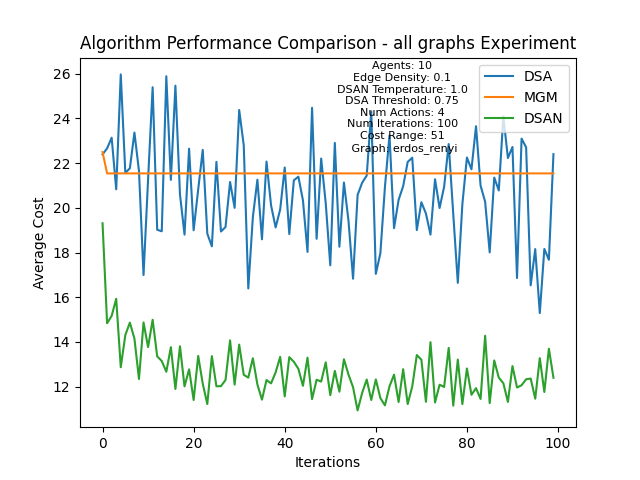 Algorithm Performance Comparison - all graphs Experiment
Agents: 10
Edge Density: 0.1
DSAN Temperature: 1.0
DSA Threshold: 0.75
Num Actions: 4
Num Iterations: 100
Cost Range: 51
Graph: erdos_renyi
DSA
MGM
DSAN
26
24
22
20
18
16
14
12
Average Cost
0 20 40 60 80 100
Iterations